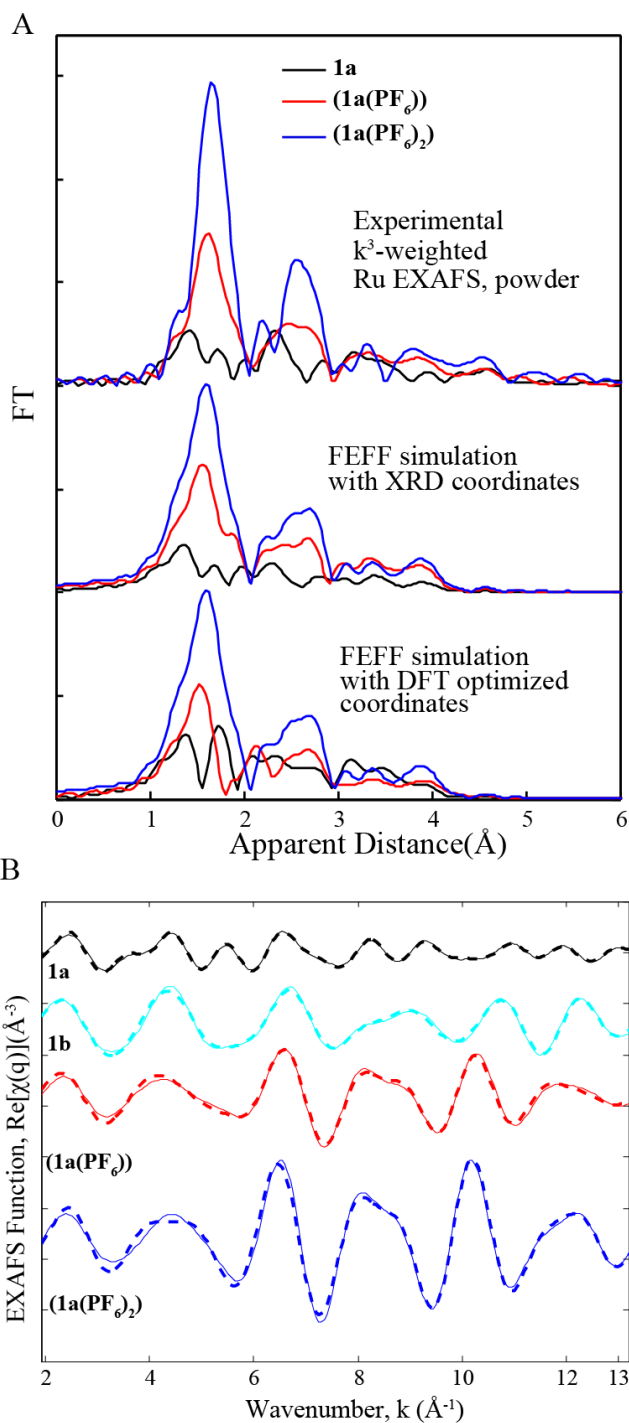 A
1a
(1a(PF₆))
(1a(PF₆)₂)
Experimental
k³-weighted
Ru EXAFS, powder
FT
FEFF simulation
with XRD coordinates
FEFF simulation
with DFT optimized
coordinates
0 1 2 3 4 5 6
Apparent Distance(Å)
B
EXAFS Function, Re[χ(q)](Å⁻³)
1a
1b
(1a(PF₆))
(1a(PF₆)₂)
2 4 6 8 10 12 13
Wavenumber, k (Å⁻¹)